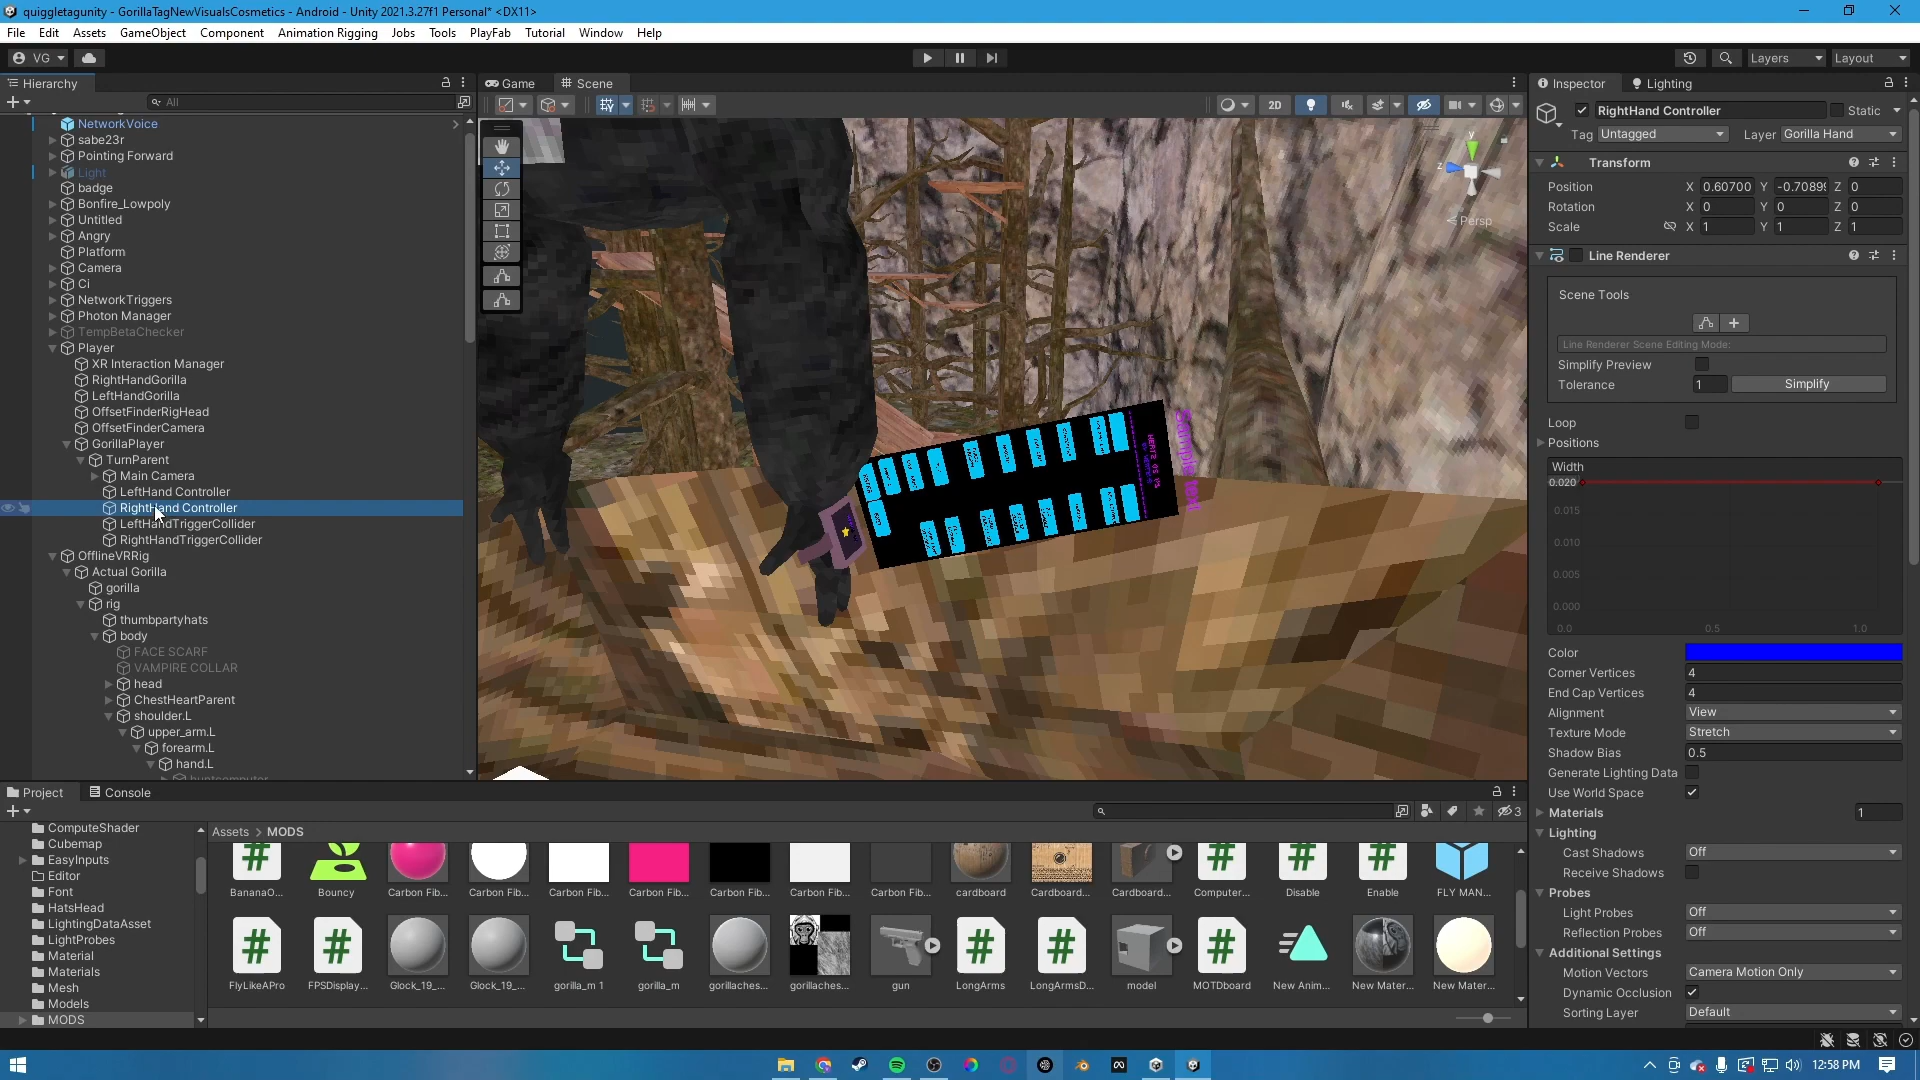 quiggletagunity - GorillaTagNewVisualsCosmetics - Android - Unity 2021.3.27f1 Personal* <DX11>
File Edit Assets GameObject Component Animation Rigging Jobs Tools PlayFab Tutorial Window Help
VG
Layers Layout
Hierarchy
Game Scene
Inspector Lighting
All
2D
NetworkVoice
sabe23r
Pointing Forward
Light
badge
Bonfire_Lowpoly
Untitled
Angry
Platform
Camera
Ci
NetworkTriggers
Photon Manager
TempBetaChecker
Player
XR Interaction Manager
RightHandGorilla
LeftHandGorilla
OffsetFinderRigHead
OffsetFinderCamera
GorillaPlayer
TurnParent
Main Camera
LeftHand Controller
RightHand Controller
LeftHandTriggerCollider
RightHandTriggerCollider
OfflineVRRig
Actual Gorilla
gorilla
rig
thumbpartyhats
body
FACE SCARF
VAMPIRE COLLAR
head
ChestHeartParent
shoulder.L
upper_arm.L
forearm.L
hand.L
huntcomputer
y
z
Persp
Sample text
RightHand Controller
Static
Tag Untagged Layer Gorilla Hand
Transform
Position X 0.60700 Y -0.70899 Z 0
Rotation X 0 Y 0 Z 0
Scale X 1 Y 1 Z 1
Line Renderer
Scene Tools
Line Renderer Scene Editing Mode:
Simplify Preview
Tolerance 1 Simplify
Loop
Positions
Width
0.020
0.015
0.010
0.005
0.000
0.0 0.5 1.0
Color
Corner Vertices 4
End Cap Vertices 4
Alignment View
Texture Mode Stretch
Shadow Bias 0.5
Generate Lighting Data
Use World Space
Materials 1
Lighting
Cast Shadows Off
Receive Shadows
Probes
Light Probes Off
Reflection Probes Off
Additional Settings
Motion Vectors Camera Motion Only
Dynamic Occlusion
Sorting Layer Default
Project Console
3
ComputeShader
Cubemap
EasyInputs
Editor
Font
HatsHead
LightingDataAsset
LightProbes
Material
Materials
Mesh
Models
MODS
Assets > MODS
BananaO... Bouncy Carbon Fib... Carbon Fib... Carbon Fib... Carbon Fib... Carbon Fib... Carbon Fib... Carbon Fib... cardboard Cardboard... Cardboard... Computer... Disable Enable FLY MAN...
FlyLikeAPro FPSDisplay... Glock_19_... Glock_19_... gorilla_m 1 gorilla_m gorillaches... gorillaches... gun LongArms LongArmsD... model MOTDboard New Anim... New Mater... New Mater...
12:58 PM